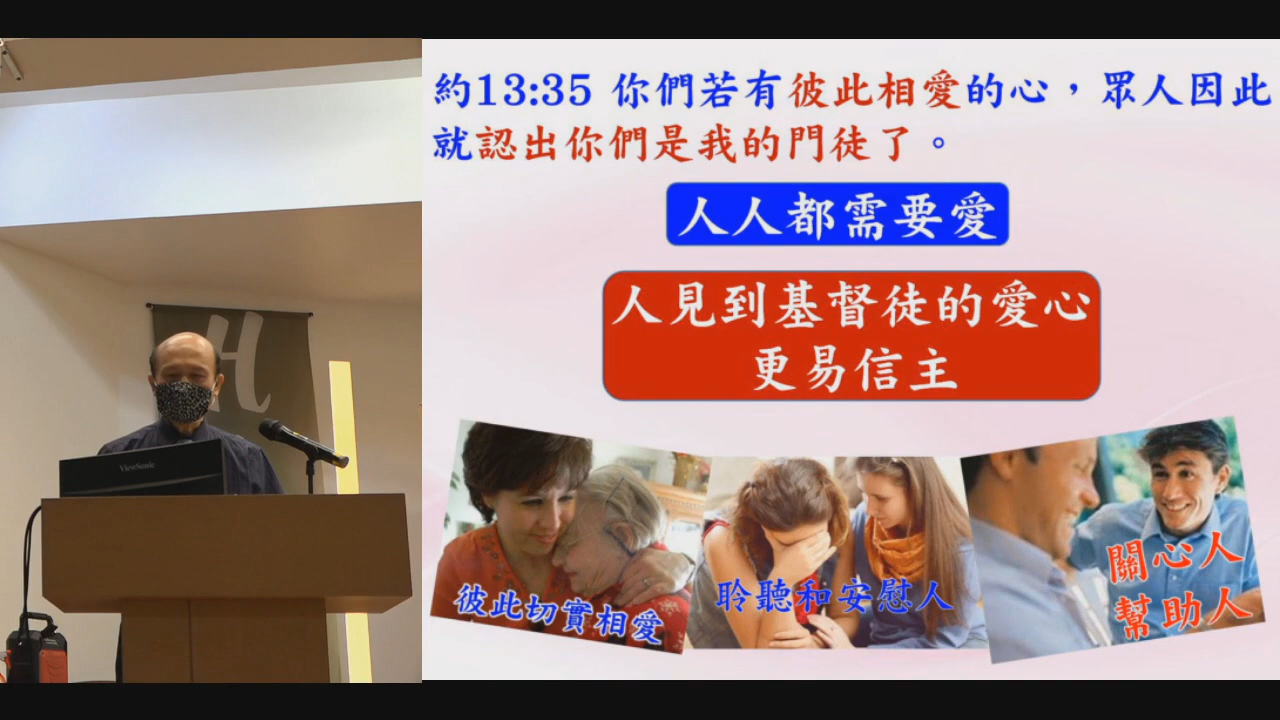 約13:35 你們若有彼此相愛的心，眾人因此
就認出你們是我的門徒了。
人人都需要愛
人見到基督徒的愛心
更易信主
彼此切實相愛
聆聽和安慰人
關心人
幫助人
H
ViewSonic